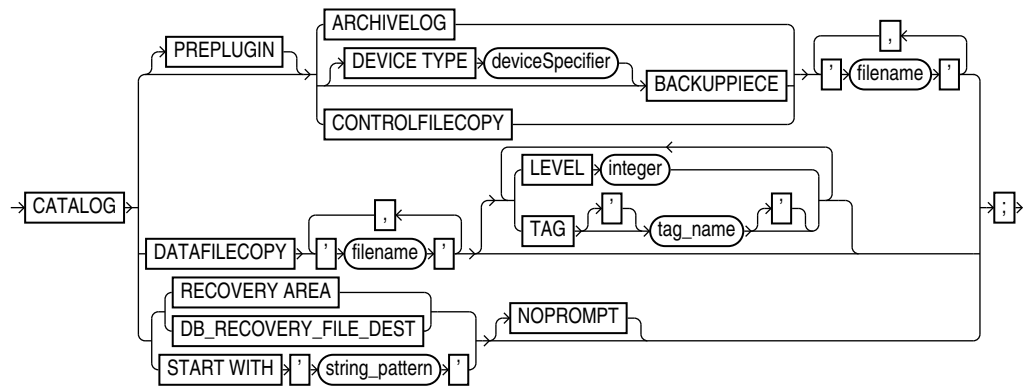 ARCHIVELOG
PREPLUGIN
DEVICE TYPE deviceSpecifier
BACKUPPIECE
CONTROLFILECOPY
,
' filename '
CATALOG
DATAFILECOPY
,
' filename '
LEVEL integer
TAG ' tag_name '
;
RECOVERY AREA
DB_RECOVERY_FILE_DEST
START WITH ' string_pattern '
NOPROMPT